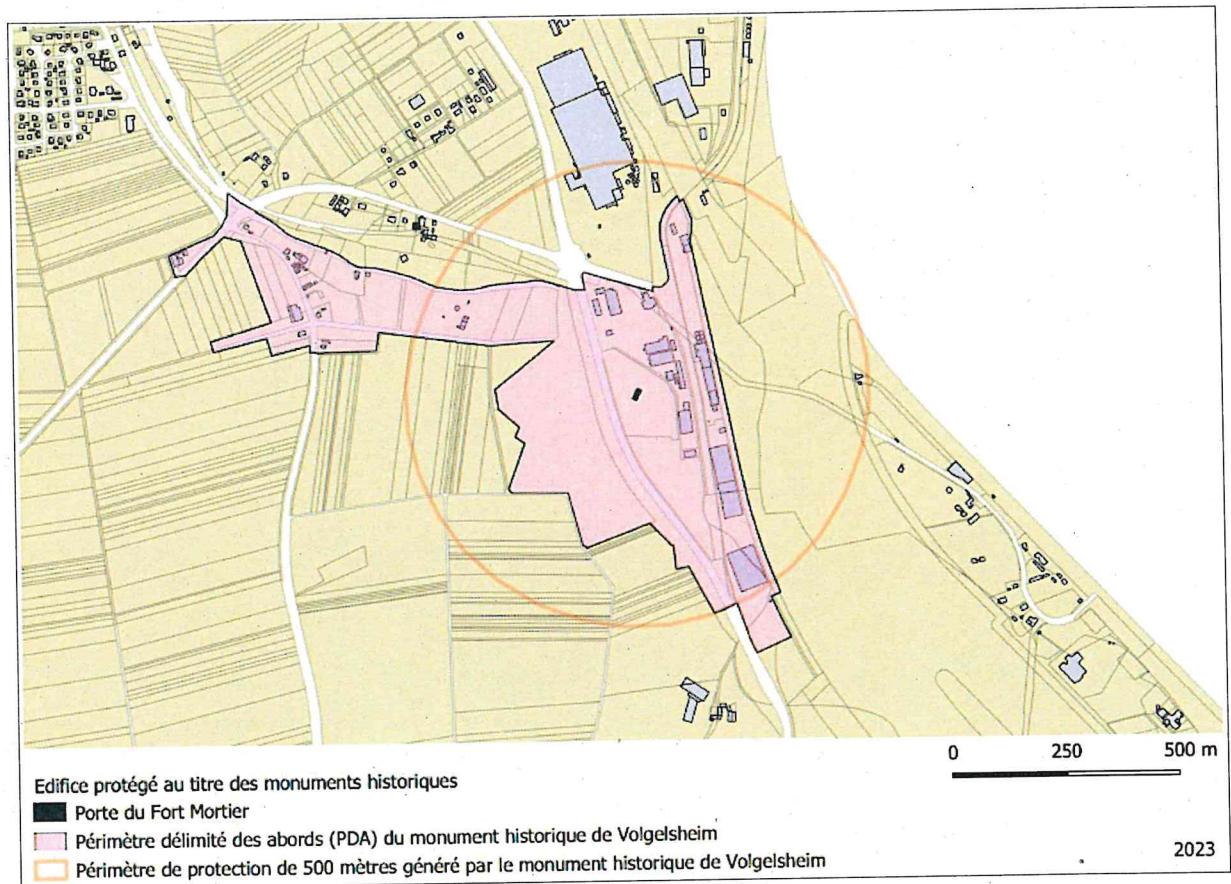 0 250 500 m
Edifice protégé au titre des monuments historiques
Porte du Fort Mortier
Périmètre délimité des abords (PDA) du monument historique de Volgelsheim
Périmètre de protection de 500 mètres généré par le monument historique de Volgelsheim
2023